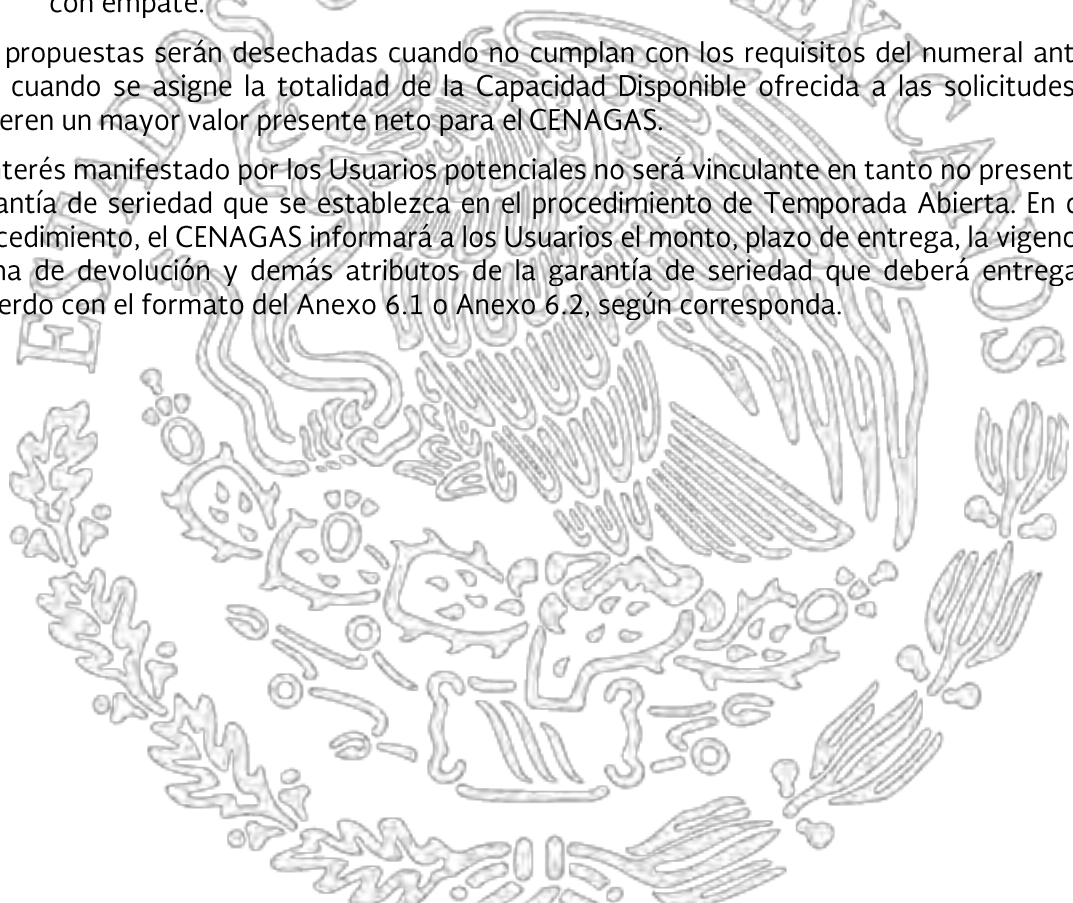 con empate.
propuestas serán desechadas cuando no cumplan con los requisitos del numeral ant
cuando se asigne la totalidad de la Capacidad Disponible ofrecida a las solicitudes
eren un mayor valor presente neto para el CENAGAS.
nterés manifestado por los Usuarios potenciales no será vinculante en tanto no present
antía de seriedad que se establezca en el procedimiento de Temporada Abierta. En
cedimiento, el CENAGAS informará a los Usuarios el monto, plazo de entrega, la vigenc
na de devolución y demás atributos de la garantía de seriedad que deberá entrega
erdo con el formato del Anexo 6.1 o Anexo 6.2, según corresponda.